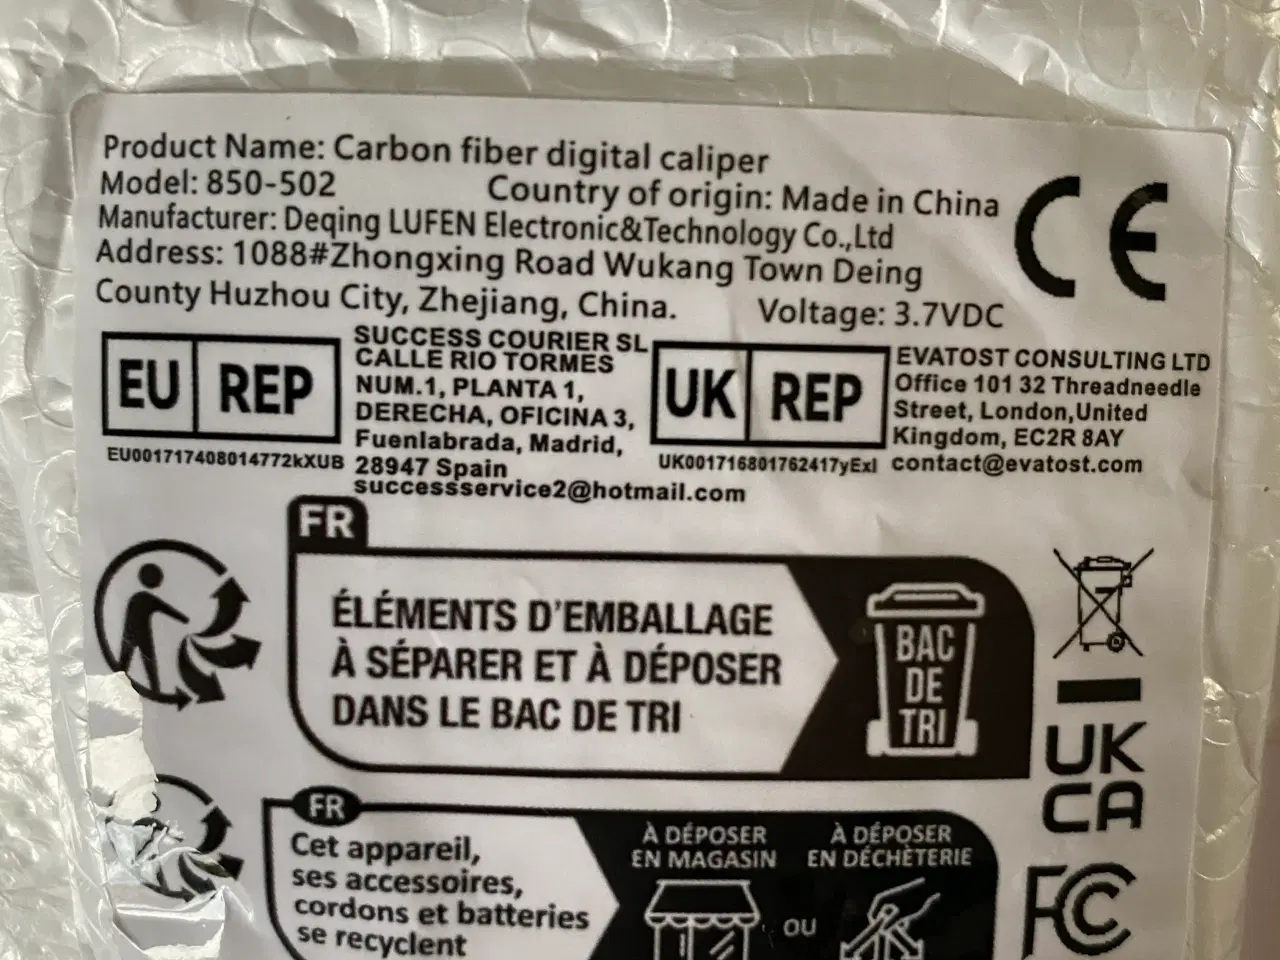 Product Name: Carbon fiber digital caliper
Model: 850-502 Country of origin: Made in China
Manufacturer: Deqing LUFEN Electronic&Technology Co.,Ltd
Address: 1088#Zhongxing Road Wukang Town Deing
County Huzhou City, Zhejiang, China. Voltage: 3.7VDC
CE
EU REP
EU001717408014772kXUB
SUCCESS COURIER SL
CALLE RIO TORMES
NUM.1, PLANTA 1,
DERECHA, OFICINA 3,
Fuenlabrada, Madrid,
28947 Spain
successservice2@hotmail.com
UK REP
UK001716801762417yExI
EVATOST CONSULTING LTD
Office 101 32 Threadneedle
Street, London,United
Kingdom, EC2R 8AY
contact@evatost.com
FR
ÉLÉMENTS D'EMBALLAGE
À SÉPARER ET À DÉPOSER
DANS LE BAC DE TRI
BAC
DE
TRI
UK
CA
FR
Cet appareil,
ses accessoires,
cordons et batteries
se recyclent
À DÉPOSER
EN MAGASIN
OU
À DÉPOSER
EN DÉCHÈTERIE
FC